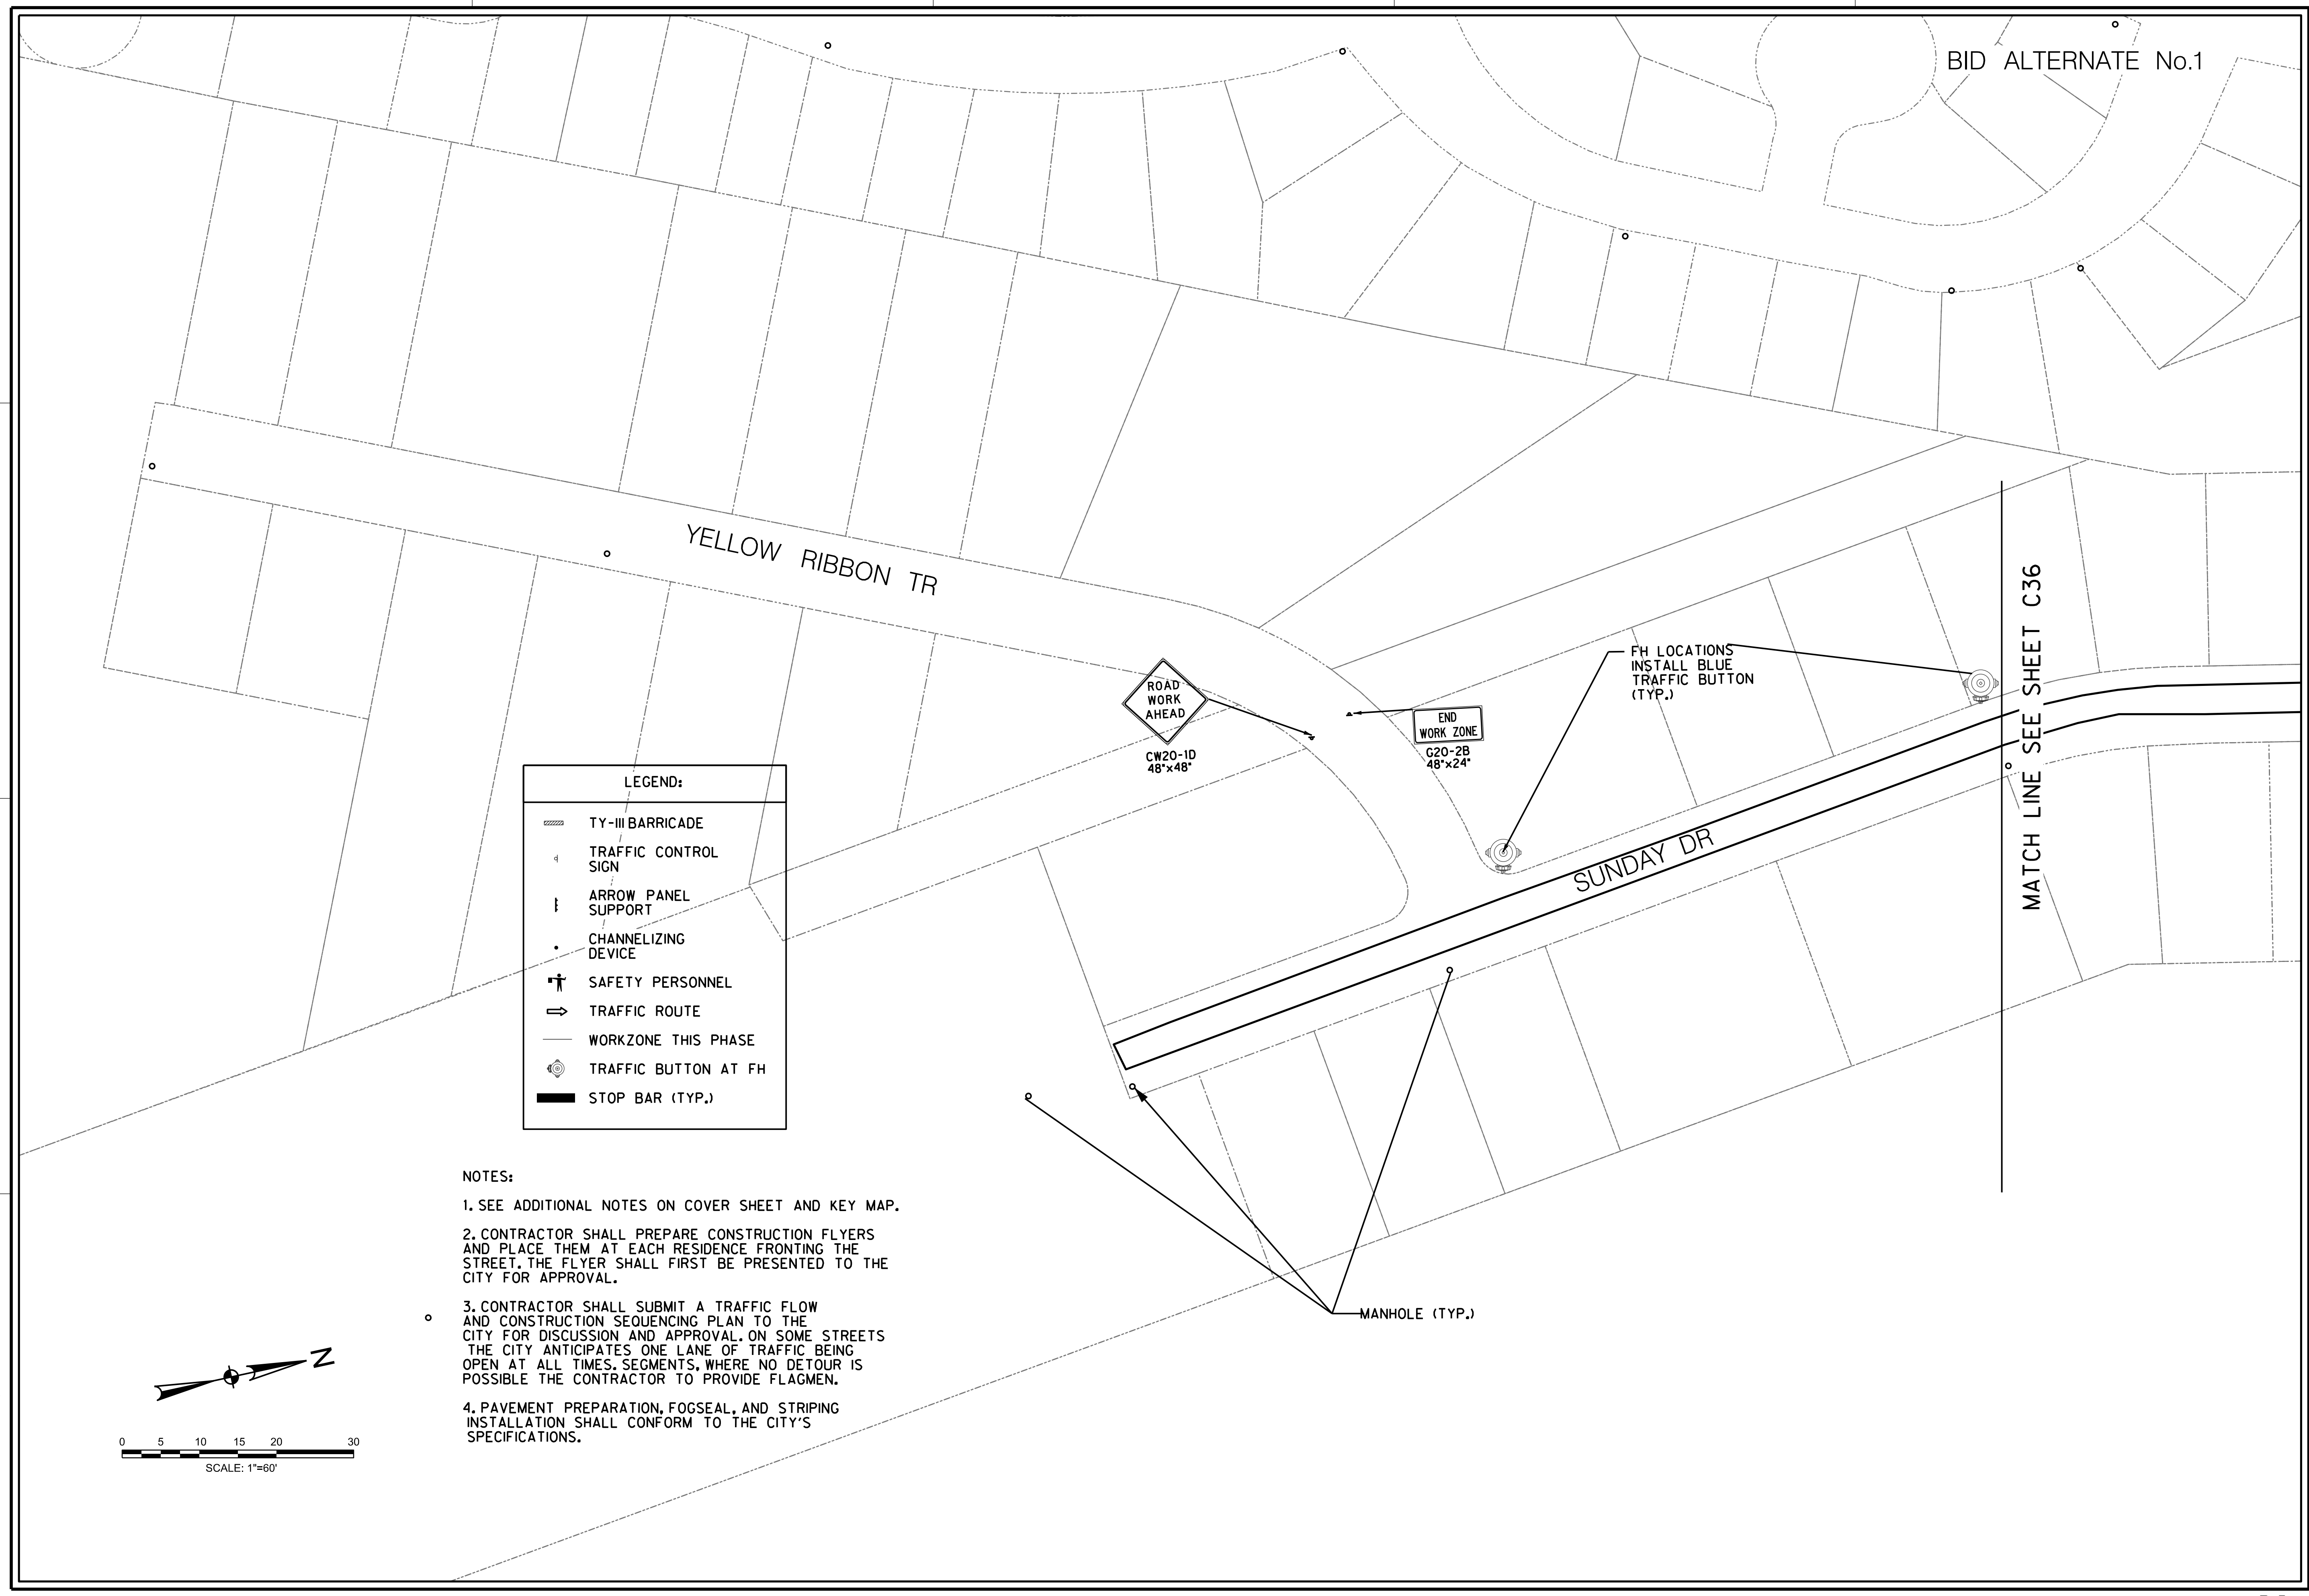 BID ALTERNATE No.1
YELLOW RIBBON TR
ROAD
WORK
AHEAD
CW20-1D
48"x48"
END
WORK ZONE
G20-2B
48"x24"
FH LOCATIONS
INSTALL BLUE
TRAFFIC BUTTON
(TYP.)
MATCH LINE SEE SHEET C36
SUNDAY DR
LEGEND:
TY-III BARRICADE
TRAFFIC CONTROL
SIGN
ARROW PANEL
SUPPORT
CHANNELIZING
DEVICE
SAFETY PERSONNEL
TRAFFIC ROUTE
WORKZONE THIS PHASE
TRAFFIC BUTTON AT FH
STOP BAR (TYP.)
MANHOLE (TYP.)
NOTES:
1. SEE ADDITIONAL NOTES ON COVER SHEET AND KEY MAP.
2. CONTRACTOR SHALL PREPARE CONSTRUCTION FLYERS
AND PLACE THEM AT EACH RESIDENCE FRONTING THE
STREET. THE FLYER SHALL FIRST BE PRESENTED TO THE
CITY FOR APPROVAL.
3. CONTRACTOR SHALL SUBMIT A TRAFFIC FLOW
AND CONSTRUCTION SEQUENCING PLAN TO THE
CITY FOR DISCUSSION AND APPROVAL. ON SOME STREETS
THE CITY ANTICIPATES ONE LANE OF TRAFFIC BEING
OPEN AT ALL TIMES. SEGMENTS, WHERE NO DETOUR IS
POSSIBLE THE CONTRACTOR TO PROVIDE FLAGMEN.
4. PAVEMENT PREPARATION, FOGSEAL, AND STRIPING
INSTALLATION SHALL CONFORM TO THE CITY'S
SPECIFICATIONS.
N
0 5 10 15 20 30
SCALE: 1"=60'